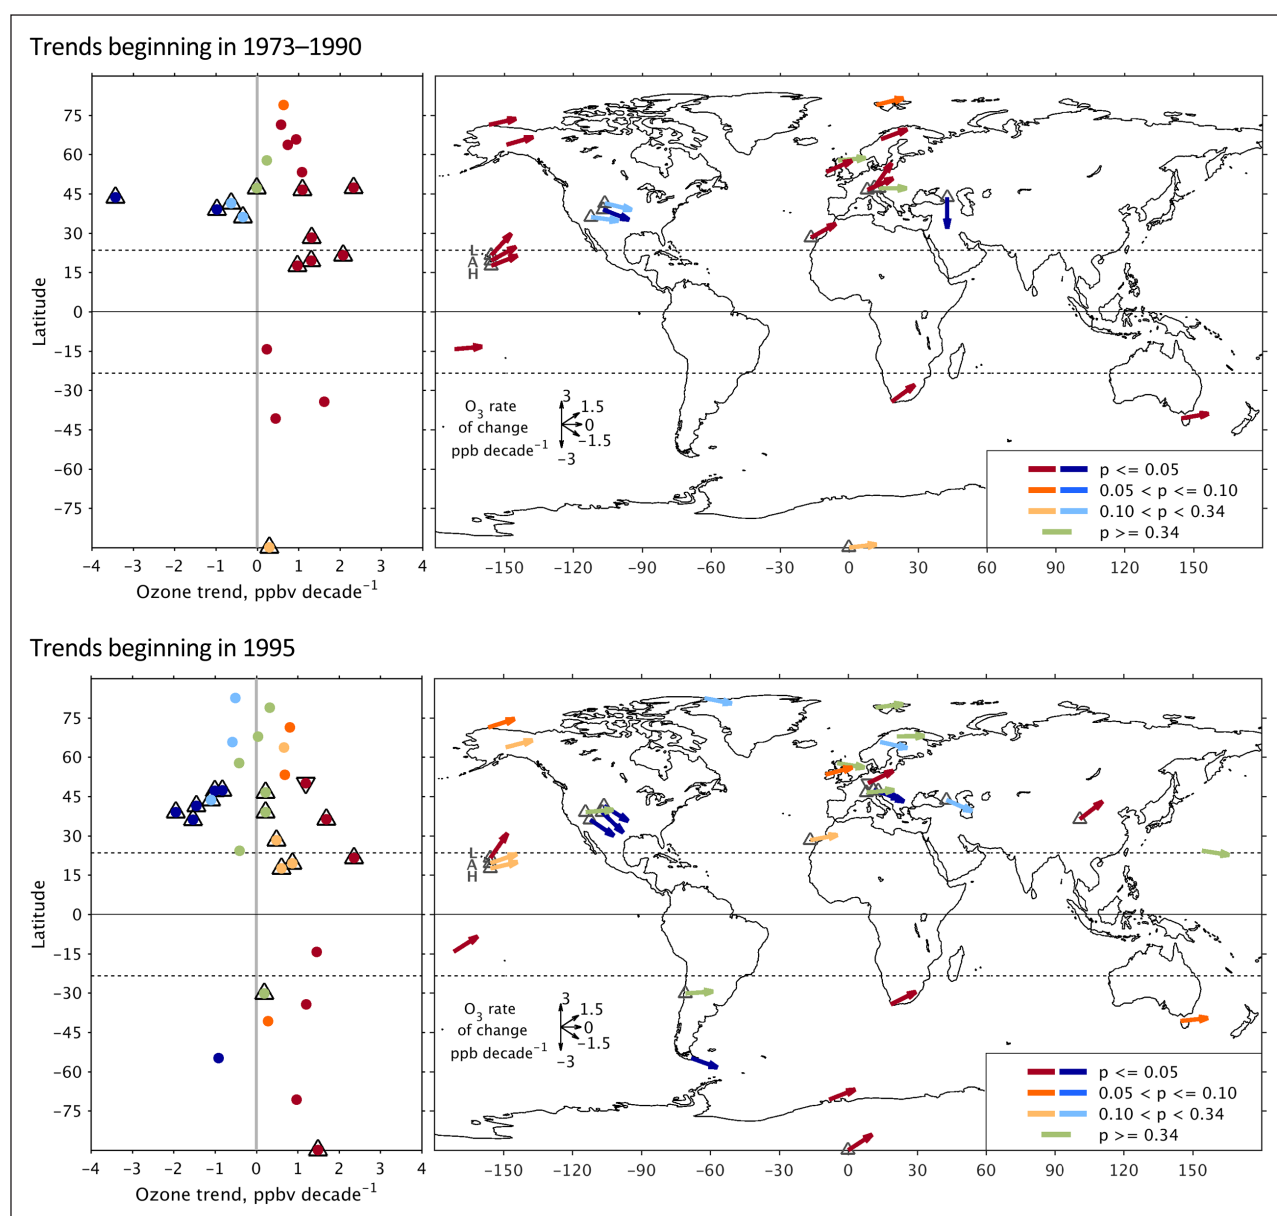 Trends beginning in 1973–1990
75
60
45
30
15
0
−15
−30
−45
−60
−75
Latitude
−4 −3 −2 −1 0 1 2 3 4
Ozone trend, ppbv decade⁻¹
L
A
H
O₃ rate
of change
ppb decade⁻¹
3
1.5
0
−1.5
−3
p <= 0.05
0.05 < p <= 0.10
0.10 < p < 0.34
p >= 0.34
−150 −120 −90 −60 −30 0 30 60 90 120 150
Trends beginning in 1995
75
60
45
30
15
0
−15
−30
−45
−60
−75
Latitude
−4 −3 −2 −1 0 1 2 3 4
Ozone trend, ppbv decade⁻¹
L
A
H
O₃ rate
of change
ppb decade⁻¹
3
1.5
0
−1.5
−3
p <= 0.05
0.05 < p <= 0.10
0.10 < p < 0.34
p >= 0.34
−150 −120 −90 −60 −30 0 30 60 90 120 150